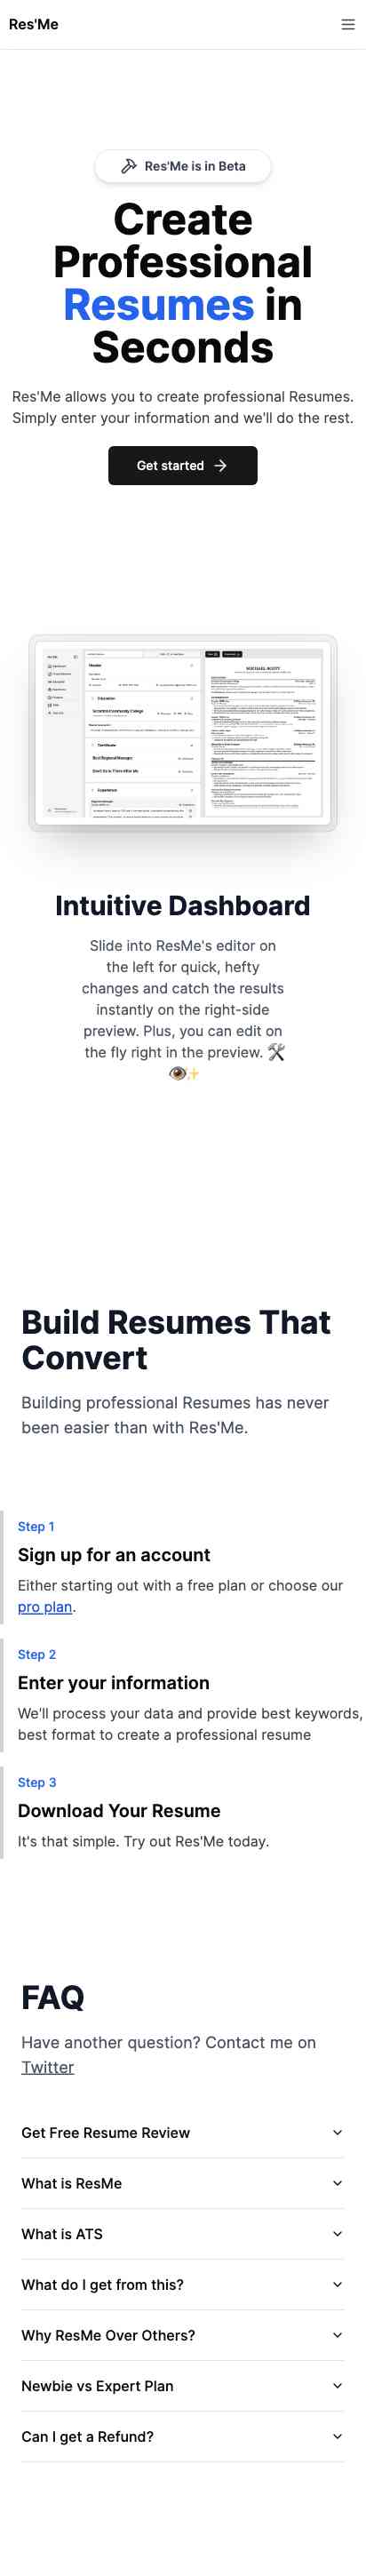 Res'Me
Res'Me is in Beta
Create
Professional
Resumes in
Seconds
Res'Me allows you to create professional Resumes.
Simply enter your information and we'll do the rest.
Get started
MICHAEL SCOTT
Education
Certificate
Experience
Intuitive Dashboard
Slide into ResMe's editor on
the left for quick, hefty
changes and catch the results
instantly on the right-side
preview. Plus, you can edit on
the fly right in the preview. 🛠️
👁️✨
Build Resumes That
Convert
Building professional Resumes has never
been easier than with Res'Me.
Step 1
Sign up for an account
Either starting out with a free plan or choose our
pro plan.
Step 2
Enter your information
We'll process your data and provide best keywords,
best format to create a professional resume
Step 3
Download Your Resume
It's that simple. Try out Res'Me today.
FAQ
Have another question? Contact me on
Twitter
Get Free Resume Review
What is ResMe
What is ATS
What do I get from this?
Why ResMe Over Others?
Newbie vs Expert Plan
Can I get a Refund?